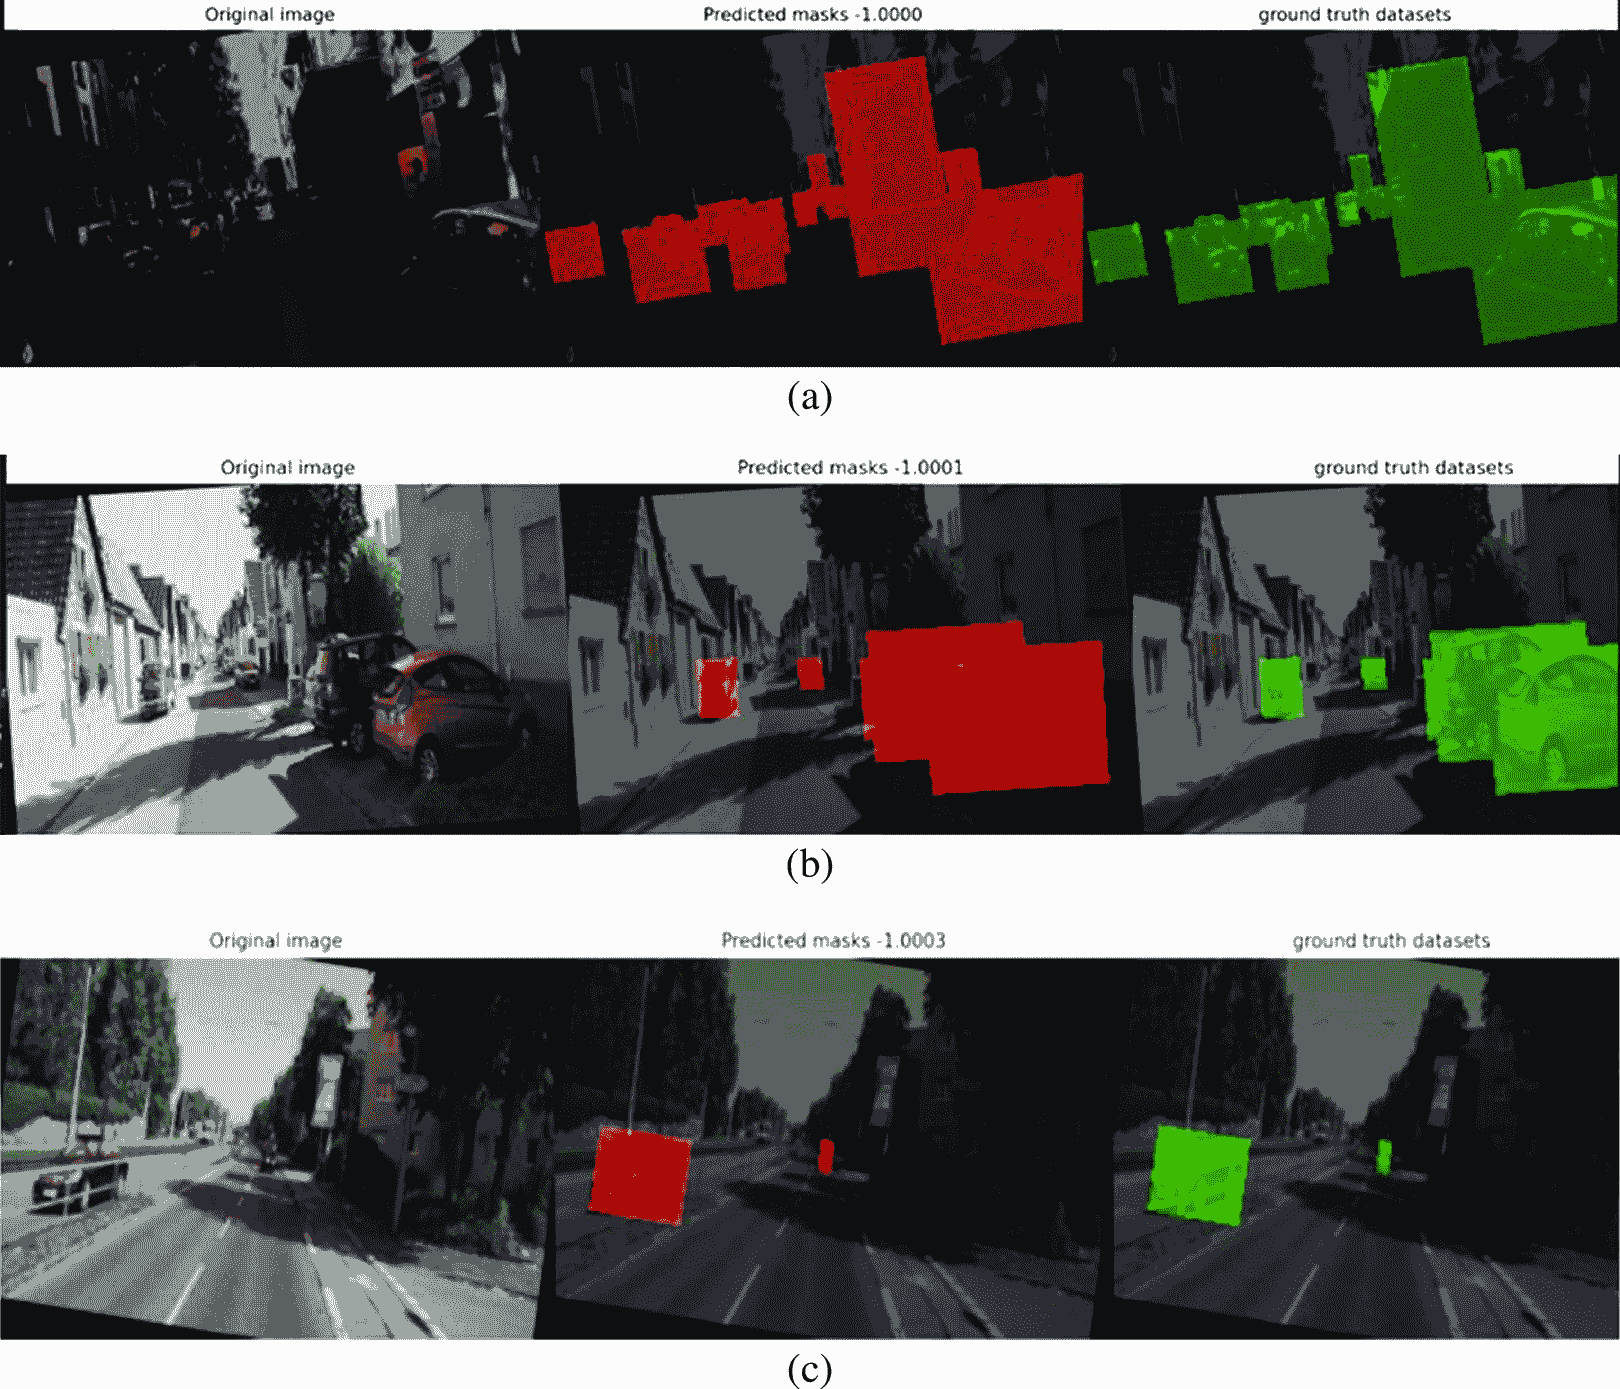 Original image
Predicted masks -1.0000
ground truth datasets
(a)
Original image
Predicted masks -1.0001
ground truth datasets
(b)
Original image
Predicted masks -1.0003
ground truth datasets
(c)